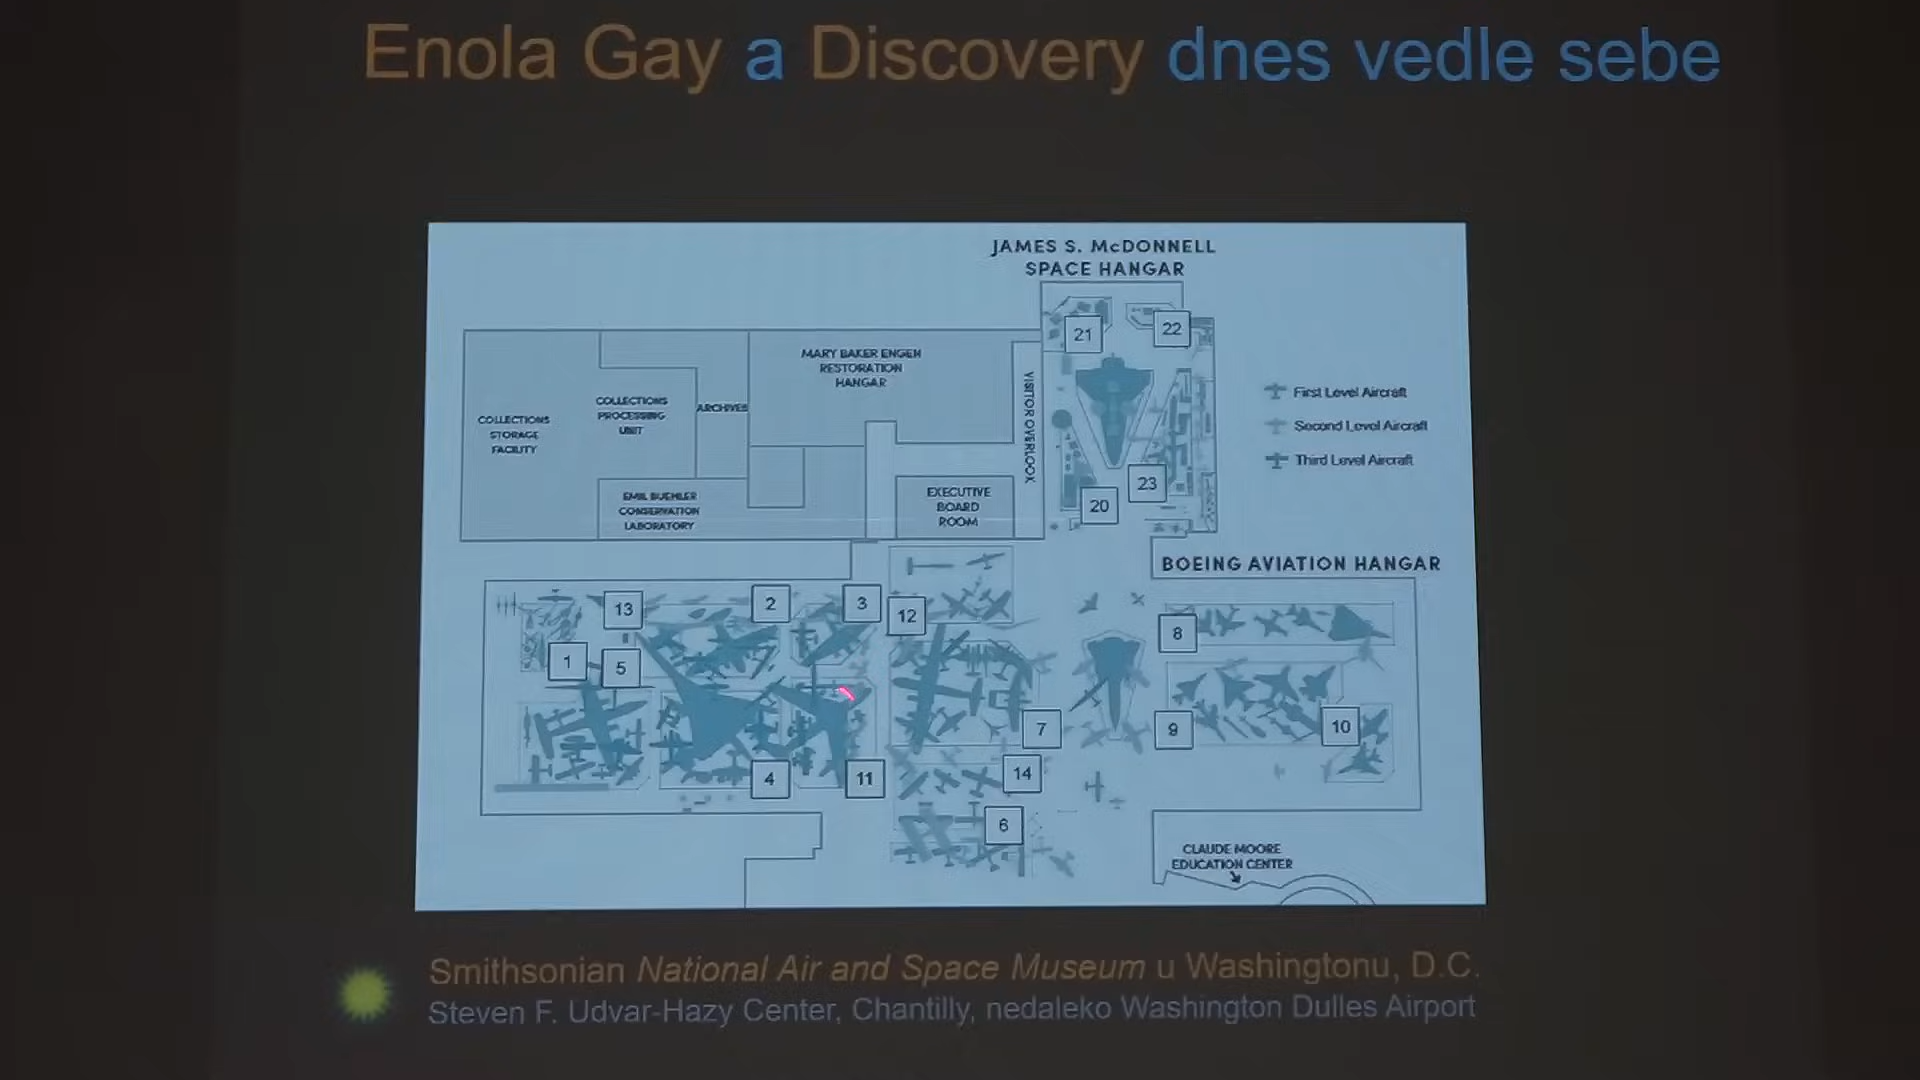 Enola Gay a Discovery dnes vedle sebe
JAMES S. McDONNELL
SPACE HANGAR
21
22
MARY BAKER ENGEN
RESTORATION
HANGAR
VISITOR OVERLOOK
First Level Aircraft
Second Level Aircraft
Third Level Aircraft
COLLECTIONS
STORAGE
FACILITY
COLLECTIONS
PROCESSING
UNIT
ARCHIVES
EMIL BUEHLER
CONSERVATION
LABORATORY
EXECUTIVE
BOARD
ROOM
23
20
BOEING AVIATION HANGAR
13
2
3
12
8
1
5
7
9
10
4
11
14
6
CLAUDE MOORE
EDUCATION CENTER
Smithsonian National Air and Space Museum u Washingtonu, D.C.
Steven F. Udvar-Hazy Center, Chantilly, nedaleko Washington Dulles Airport